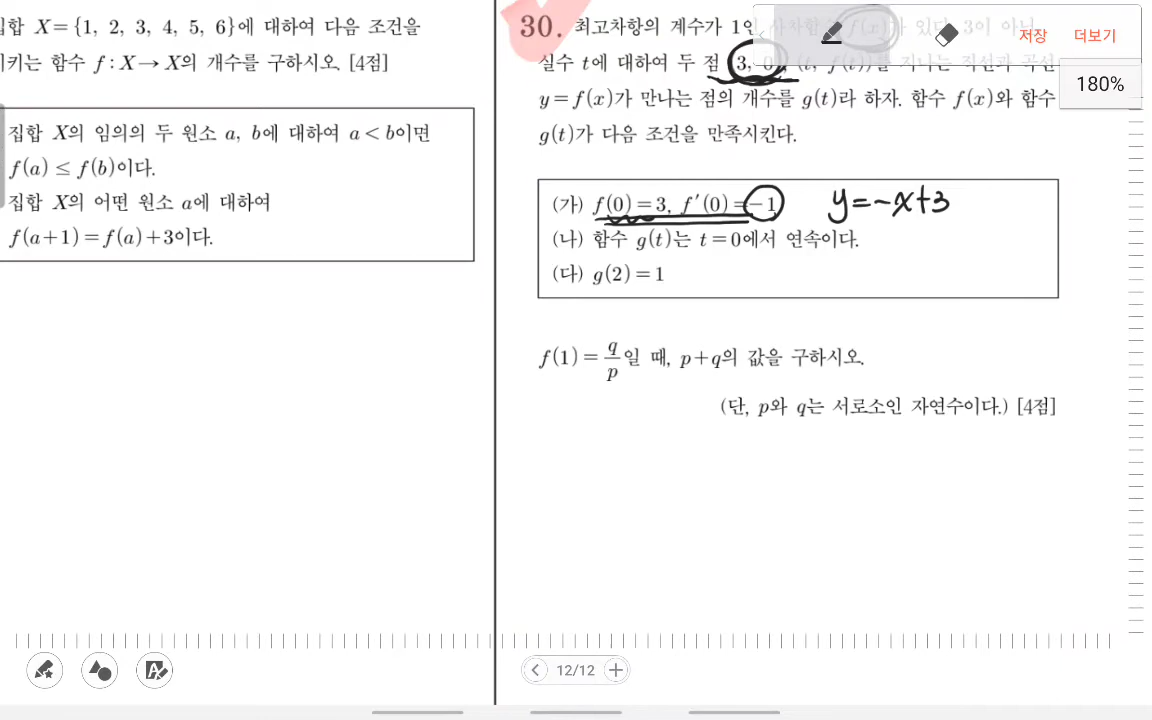 집합 X={1, 2, 3, 4, 5, 6}에 대하여 다음 조건을
키는 함수 f : X→X의 개수를 구하시오. [4점]
집합 X의 임의의 두 원소 a, b에 대하여 a<b이면
f(a)≤f(b)이다.
집합 X의 어떤 원소 a에 대하여
f(a+1)=f(a)+3이다.
30. 최고차항의 계수가 1인 사차함 f(x)가 있다. 3이 아닌
실수 t에 대하여 두 점 (3, 0), (t, f(t))를 지나는 직선과 곡선
y=f(x)가 만나는 점의 개수를 g(t)라 하자. 함수 f(x)와 함수
g(t)가 다음 조건을 만족시킨다.
(가) f(0)=3, f′(0)=-1 y=-x+3
(나) 함수 g(t)는 t=0에서 연속이다.
(다) g(2)=1
f(1)=q/p일 때, p+q의 값을 구하시오.
(단, p와 q는 서로소인 자연수이다.) [4점]
저장 더보기
180%
12/12